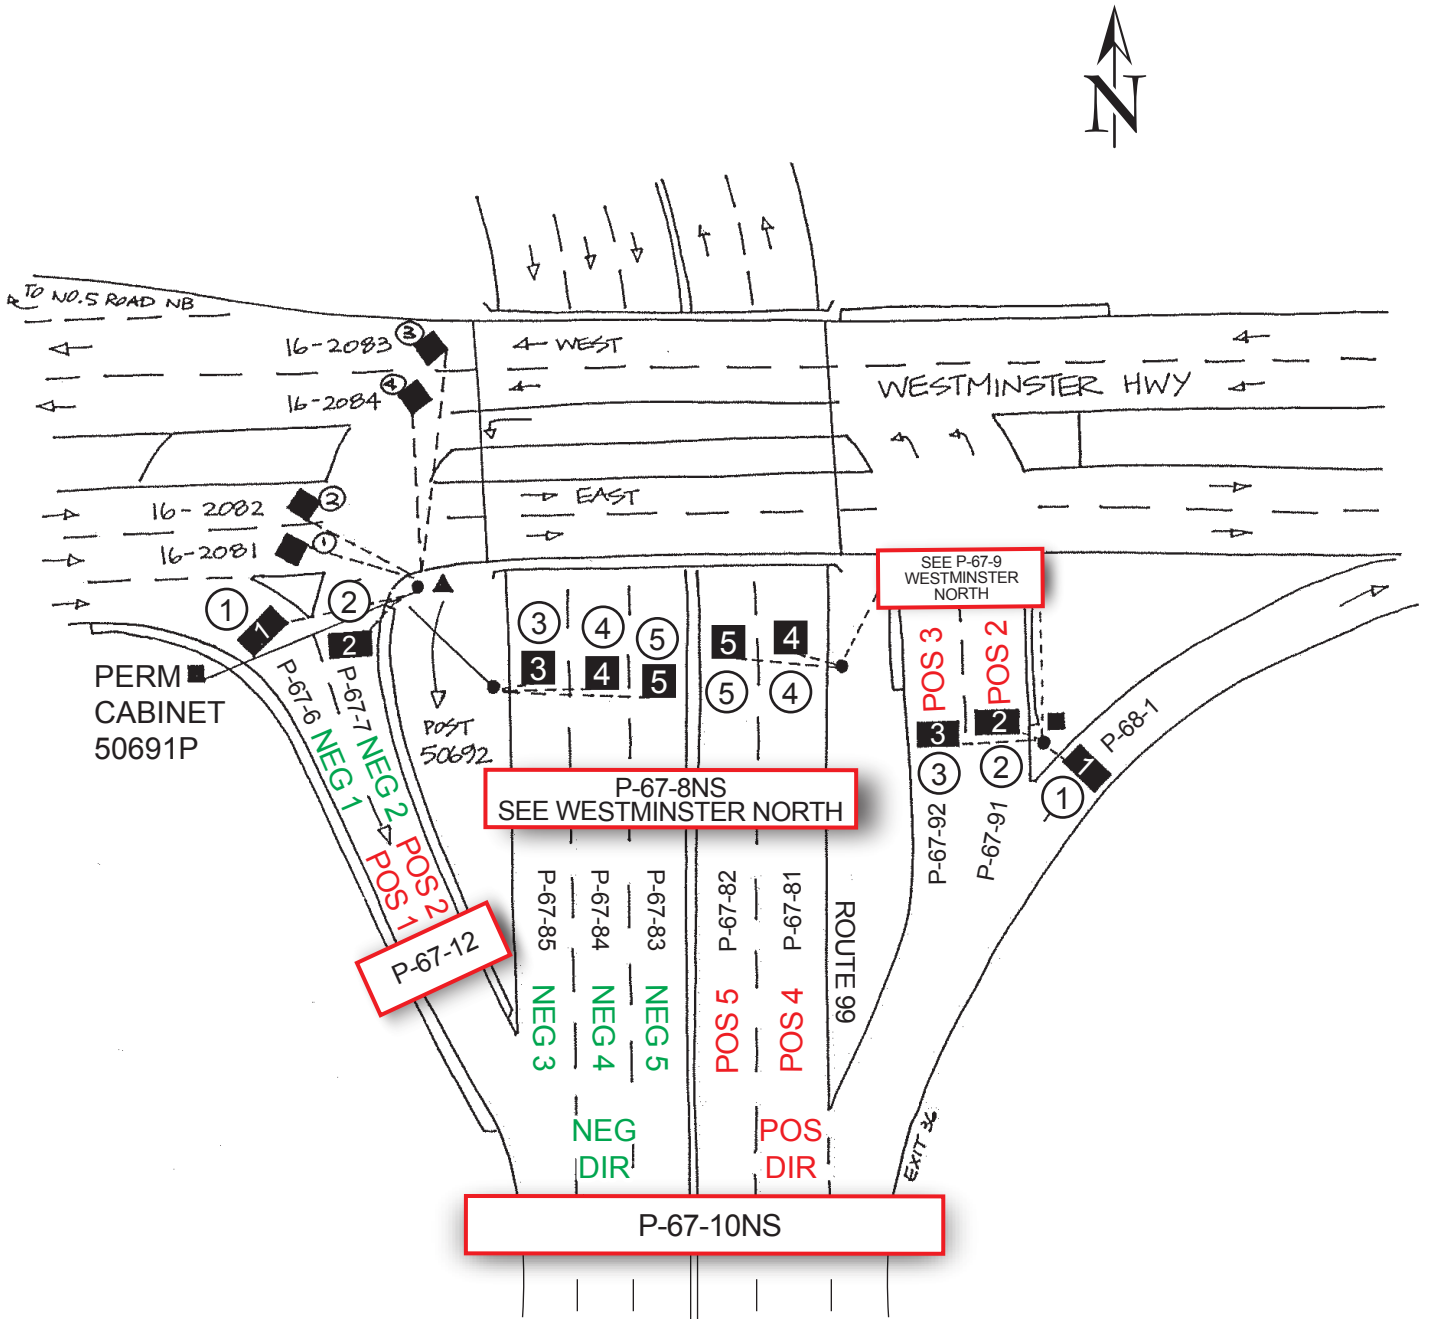 N
TO NO.5 ROAD NB
16-2083
3
WEST
16-2084
4
WESTMINSTER HWY
16-2082
2
EAST
16-2081
1
SEE P-67-9
WESTMINSTER
NORTH
1
2
1
2
3
4
5
3
4
5
5
4
5
4
POS 3
POS 2
3
2
3
2
1
1
P-68-1
PERM
CABINET
50691P
P-67-6
P-67-7
NEG 1
NEG 2
POST
50692
P-67-8NS
SEE WESTMINSTER NORTH
P-67-92
P-67-91
POS 1
POS 2
P-67-12
P-67-85
P-67-84
P-67-83
P-67-82
P-67-81
ROUTE 99
NEG 3
NEG 4
NEG 5
POS 5
POS 4
NEG
DIR
POS
DIR
EXIT 36
P-67-10NS